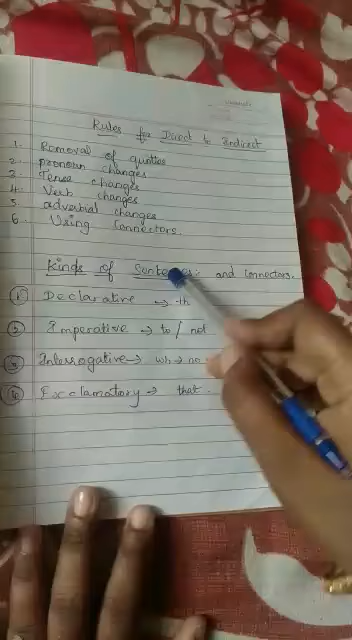 Rules for Direct to Indirect
1. Removal of quotes
2. pronoun changes
3. Tense changes
4. Verb changes
5. adverbial changes
6. Using Connectors.
Kinds of and Connectors.
1 Declarative → th
2 Imperative → to / not
3 Interrogative → wh → no
4 Exclamatory → that.